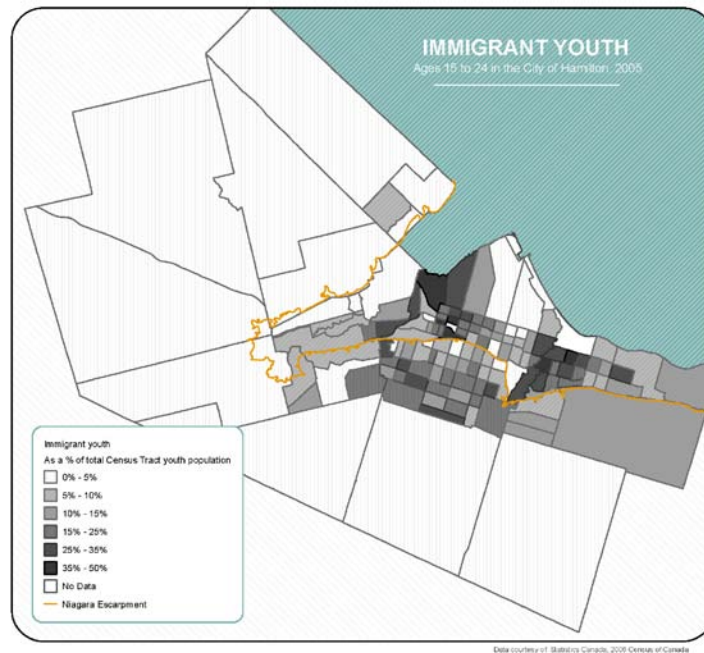 IMMIGRANT YOUTH
Ages 15 to 24 in the City of Hamilton, 2005
Immigrant youth
As a % of total Census Tract youth population
0% - 5%
5% - 10%
10% - 15%
15% - 25%
25% - 35%
35% - 50%
No Data
Niagara Escarpment
Data courtesy of Statistics Canada, 2006 Census of Canada